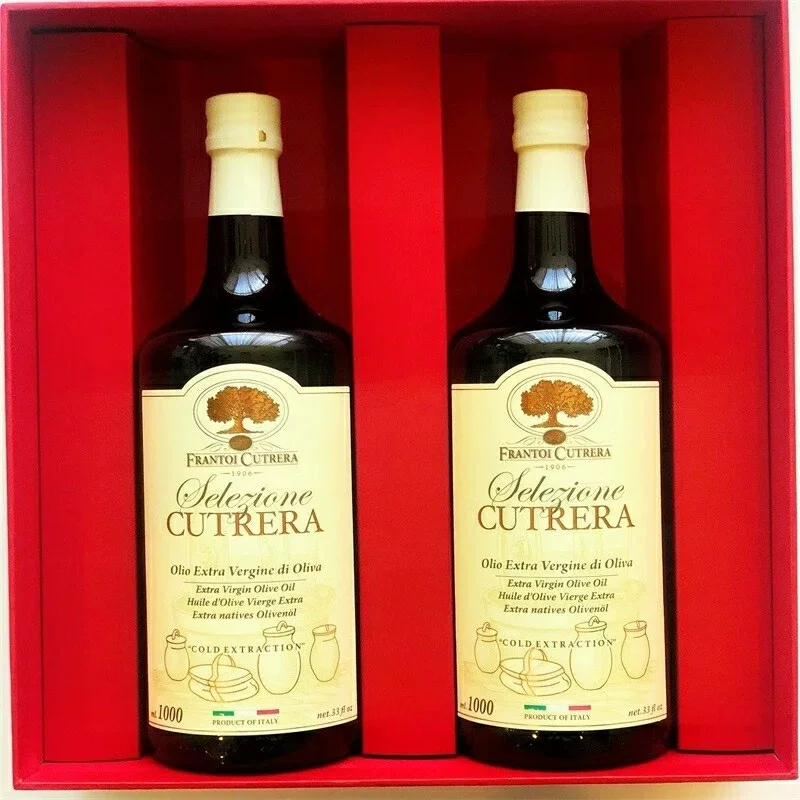 FRANTOI CUTRERA
1906
Selezione
CUTRERA
Olio Extra Vergine di Oliva
Extra Virgin Olive Oil
Huile d'Olive Vierge Extra
Extra natives Olivenöl
"COLD EXTRACTION"
ml.1000
net.33 fl oz
PRODUCT OF ITALY
FRANTOI CUTRERA
1906
Selezione
CUTRERA
Olio Extra Vergine di Oliva
Extra Virgin Olive Oil
Huile d'Olive Vierge Extra
Extra natives Olivenöl
"COLD EXTRACTION"
ml.1000
net.33 fl oz
PRODUCT OF ITALY